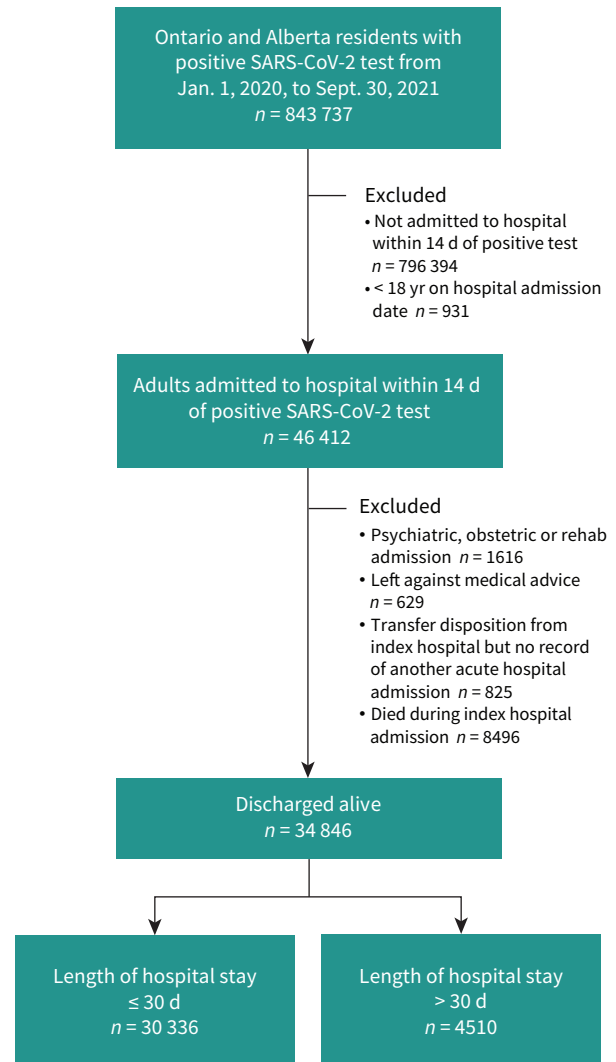 Ontario and Alberta residents with
positive SARS-CoV-2 test from
Jan. 1, 2020, to Sept. 30, 2021
n = 843 737
Excluded
• Not admitted to hospital
within 14 d of positive test
n = 796 394
• < 18 yr on hospital admission
date n = 931
Adults admitted to hospital within 14 d
of positive SARS-CoV-2 test
n = 46 412
Excluded
• Psychiatric, obstetric or rehab
admission n = 1616
• Left against medical advice
n = 629
• Transfer disposition from
index hospital but no record
of another acute hospital
admission n = 825
• Died during index hospital
admission n = 8496
Discharged alive
n = 34 846
Length of hospital stay
≤ 30 d
n = 30 336
Length of hospital stay
> 30 d
n = 4510